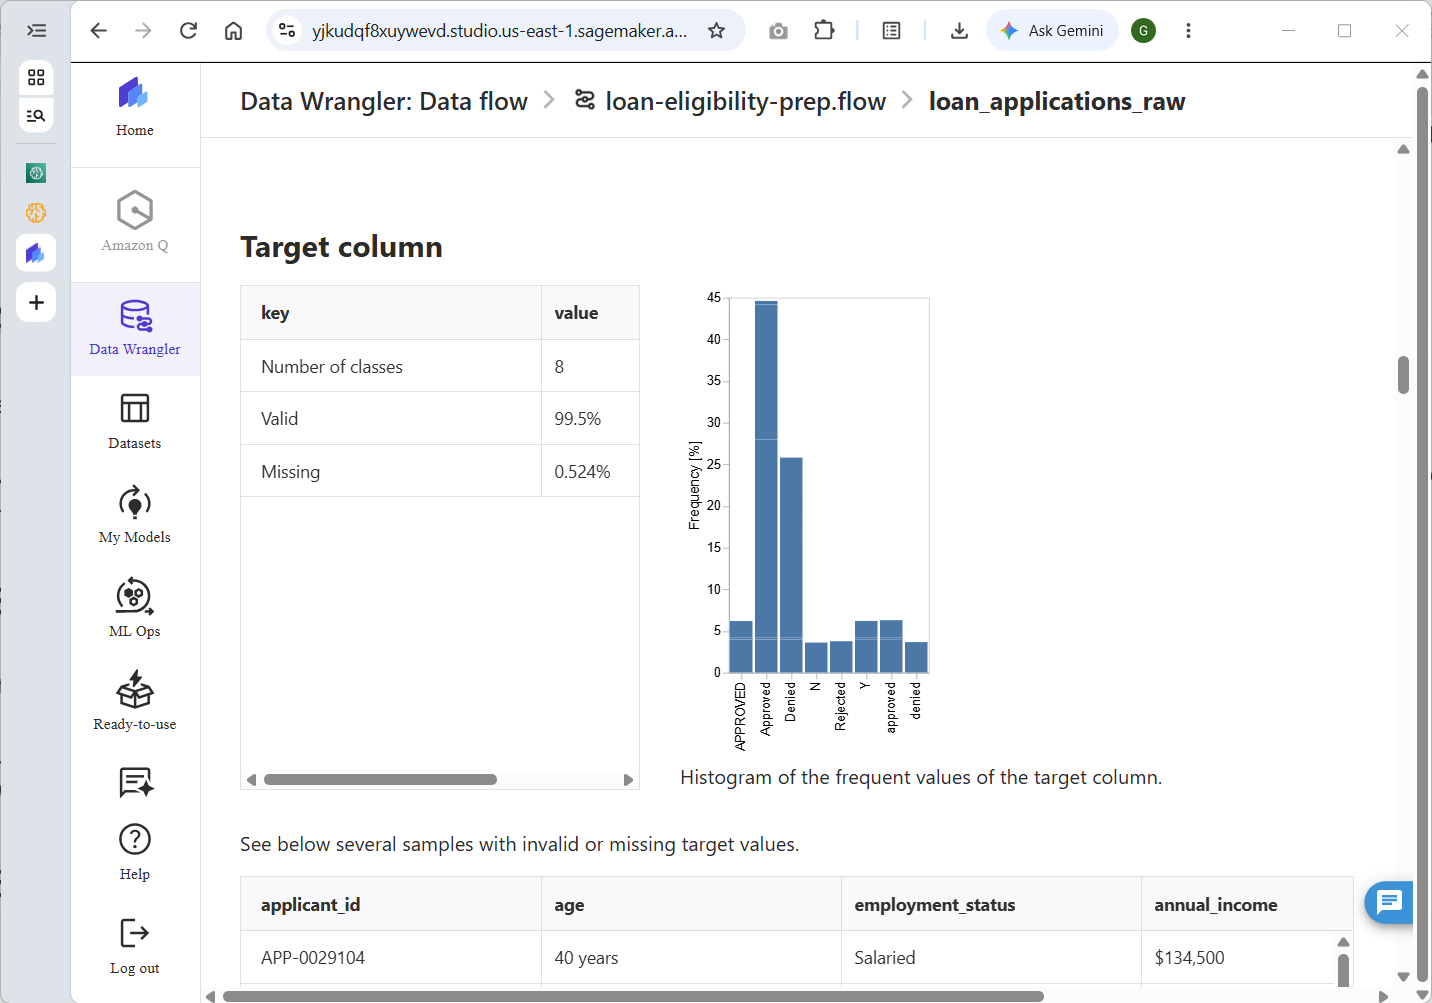 yjkudqf8xuywevd.studio.us-east-1.sagemaker.a...
Ask Gemini
G
Home
Amazon Q
Data Wrangler
Datasets
My Models
ML Ops
Ready-to-use
Help
Log out
Data Wrangler: Data flow
loan-eligibility-prep.flow
loan_applications_raw
Target column
key value
Number of classes 8
Valid 99.5%
Missing 0.524%
Frequency [%]
45
40
35
30
25
20
15
10
5
0
APPROVED
Approved
Denied
N
Rejected
Y
approved
denied
Histogram of the frequent values of the target column.
See below several samples with invalid or missing target values.
applicant_id age employment_status annual_income
APP-0029104 40 years Salaried $134,500